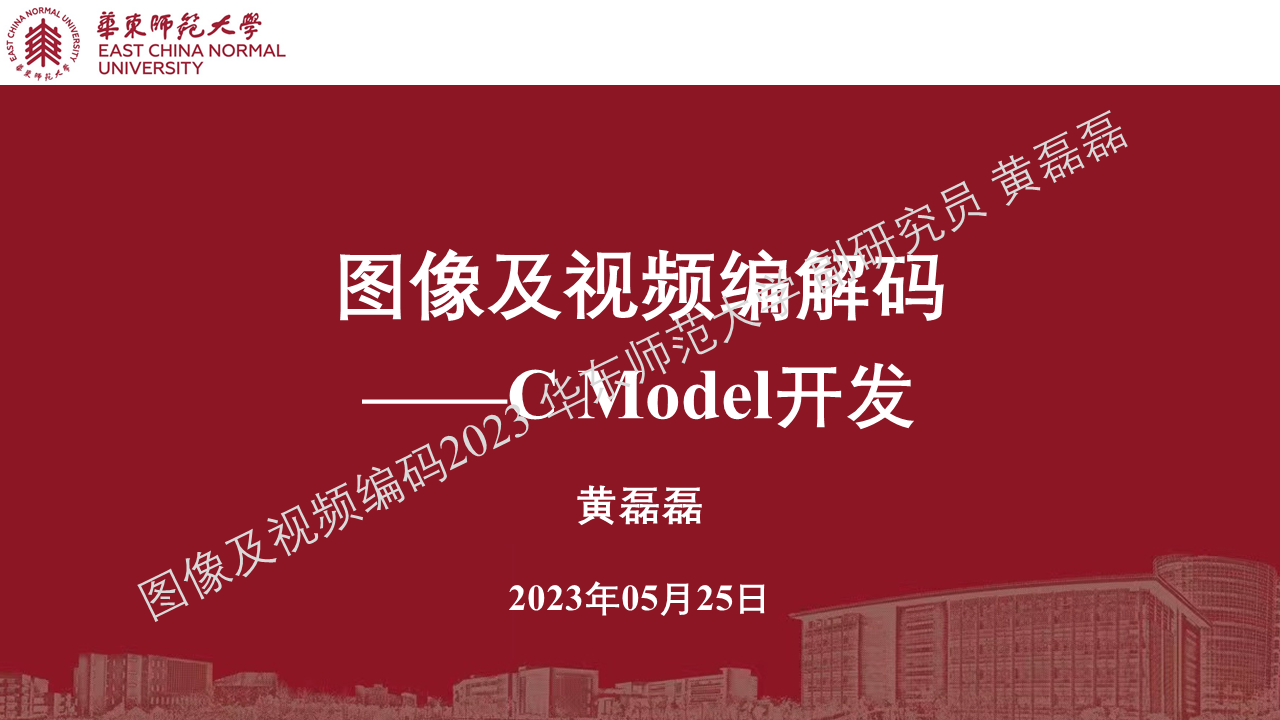 EAST CHINA NORMAL UNIVERSITY
華東師范大學
華東師范大學
EAST CHINA NORMAL
UNIVERSITY
图像及视频编解码
——C Model开发
黄磊磊
2023年05月25日
图像及视频编码2023 华东师范大学 副研究员 黄磊磊